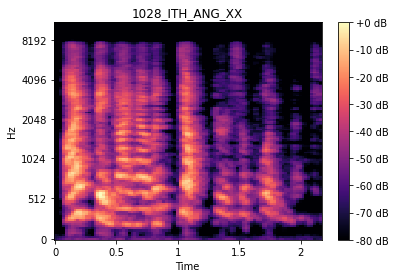 1028_ITH_ANG_XX
Hz
8192
4096
2048
1024
512
0
0
0.5
1
1.5
2
Time
+0 dB
-10 dB
-20 dB
-30 dB
-40 dB
-50 dB
-60 dB
-70 dB
-80 dB